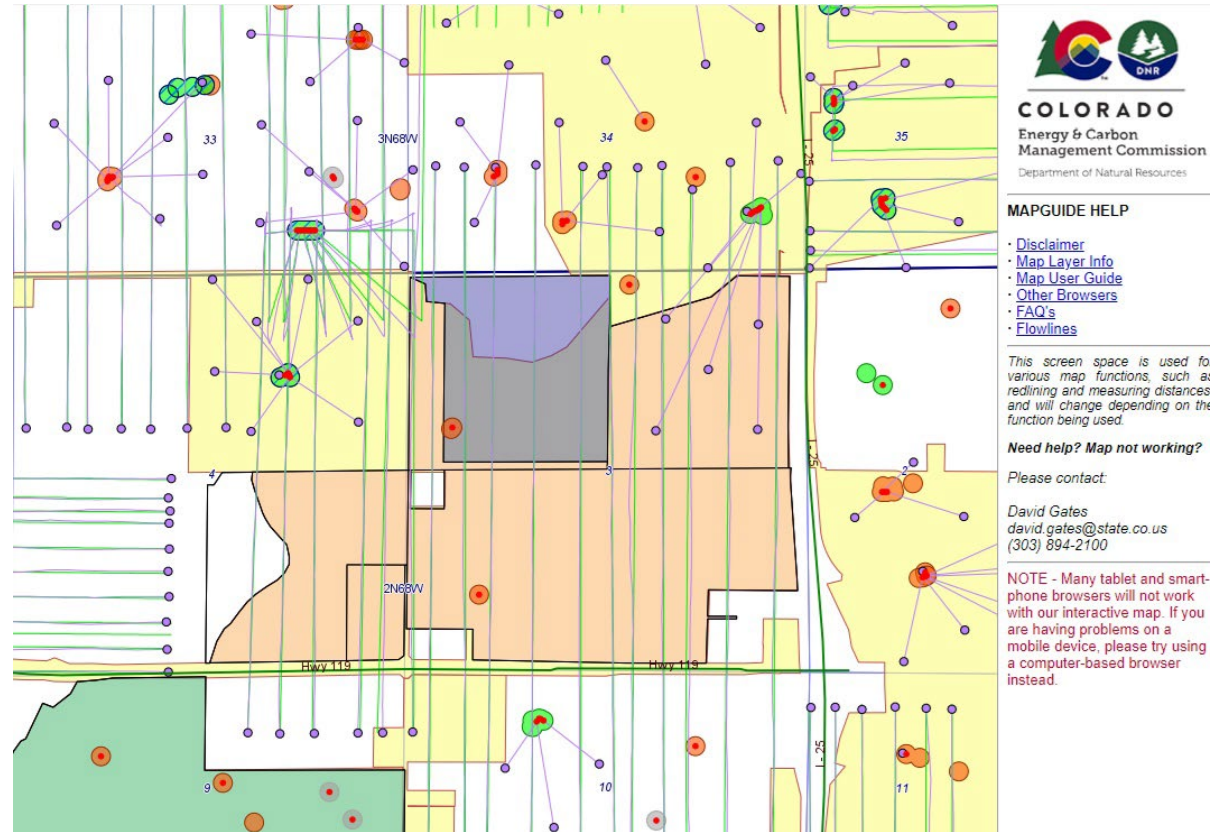 33
3N68W
34
35
I-25
4
3
2
2N68W
I-25
Hwy 119
Hwy 119
I-25
9
10
11
CO
TM
DNR
COLORADO
Energy & Carbon
Management Commission
Department of Natural Resources
MAPGUIDE HELP
· Disclaimer
· Map Layer Info
· Map User Guide
· Other Browsers
· FAQ's
· Flowlines
This screen space is used for
various map functions, such as
redlining and measuring distances,
and will change depending on the
function being used.
Need help? Map not working?
Please contact:
David Gates
david.gates@state.co.us
(303) 894-2100
NOTE - Many tablet and smart-
phone browsers will not work
with our interactive map. If you
are having problems on a
mobile device, please try using
a computer-based browser
instead.